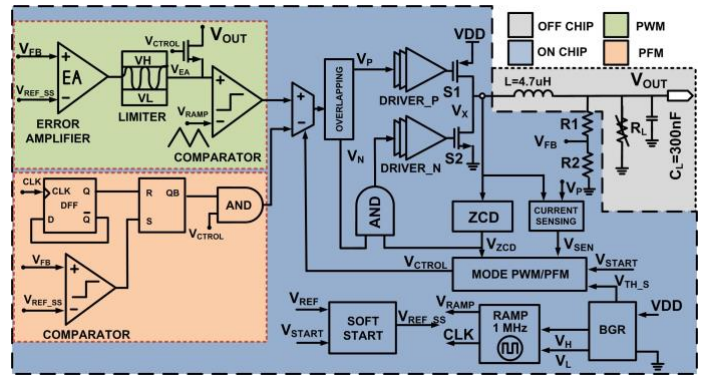 OFF CHIP
PWM
ON CHIP
PFM
VFB
VREF_SS
EA
ERROR
AMPLIFIER
VH
VL
LIMITER
VCTROL
VOUT
VEA
VRAMP
COMPARATOR
OVERLAPPING
VP
VN
DRIVER_P
DRIVER_N
VDD
S1
VX
S2
L=4.7uH
VOUT
R1
VFB
R2
RL
CL=300nF
CLK
CLK Q
DFF
D Q
R QB
S
AND
VCTROL
VFB
VREF_SS
COMPARATOR
AND
ZCD
CURRENT
SENSING
VP
VZCD
VSEN
VCTROL
MODE PWM/PFM
VSTART
VTH_S
VREF
VSTART
SOFT
START
VREF_SS
VRAMP
CLK
RAMP
1 MHz
VH
VL
BGR
VDD